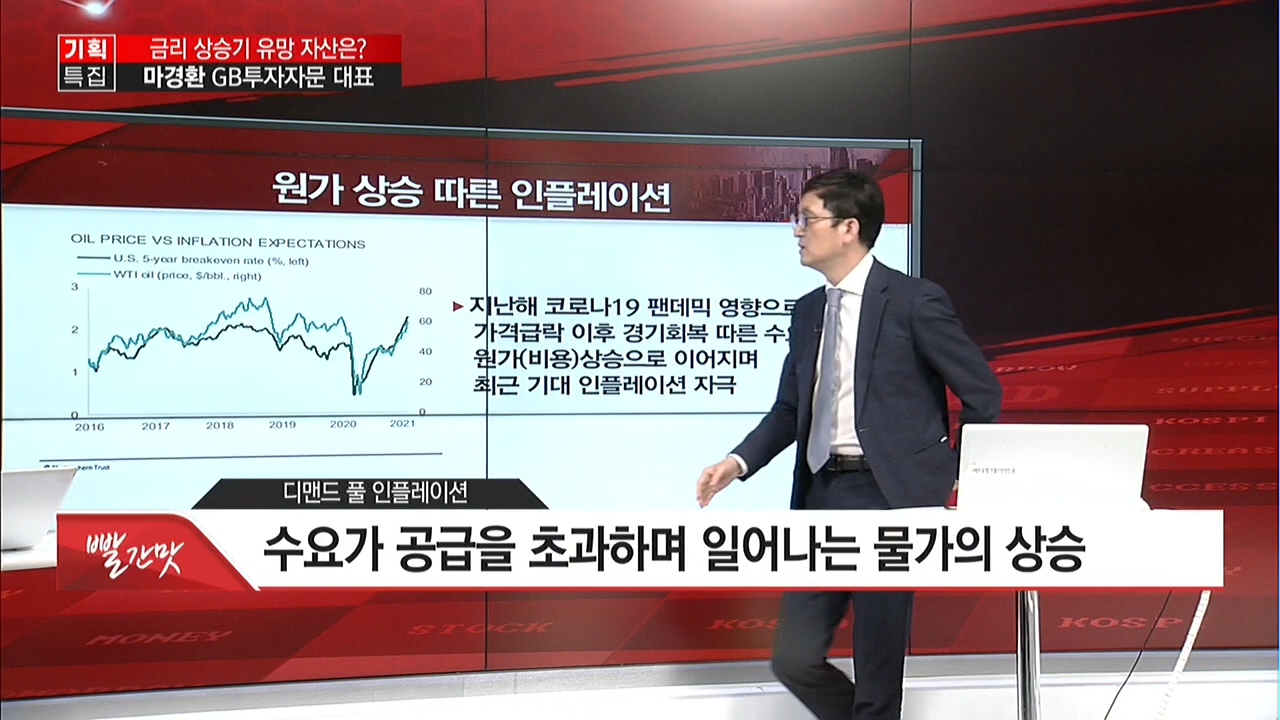 기획
특집
금리 상승기 유망 자산은?
마경환 GB투자자문 대표
원가 상승 따른 인플레이션
OIL PRICE VS INFLATION EXPECTATIONS
U.S. 5-year breakeven rate (%, left)
WTI oil (price, $/bbl., right)
3
2
1
0
80
60
40
20
0
2016 2017 2018 2019 2020 2021
▶ 지난해 코로나19 팬데믹 영향으로
가격급락 이후 경기회복 따른
원가(비용)상승으로 이어지며
최근 기대 인플레이션 자극
Trust
디맨드 풀 인플레이션
빨간맛
수요가 공급을 초과하며 일어나는 물가의 상승
MONEY
STOCK
KOSPI